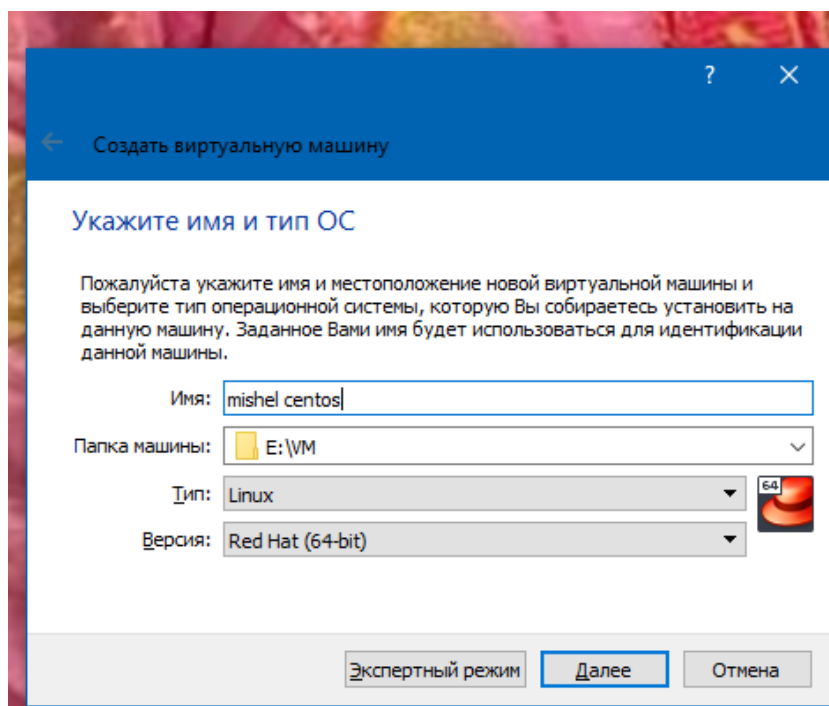 ?
Создать виртуальную машину
Укажите имя и тип ОС
Пожалуйста укажите имя и местоположение новой виртуальной машины и
выберите тип операционной системы, которую Вы собираетесь установить на
данную машину. Заданное Вами имя будет использоваться для идентификации
данной машины.
Имя: mishel centos
Папка машины: E:\VM
Тип: Linux
64
Версия: Red Hat (64-bit)
Экспертный режим Далее Отмена